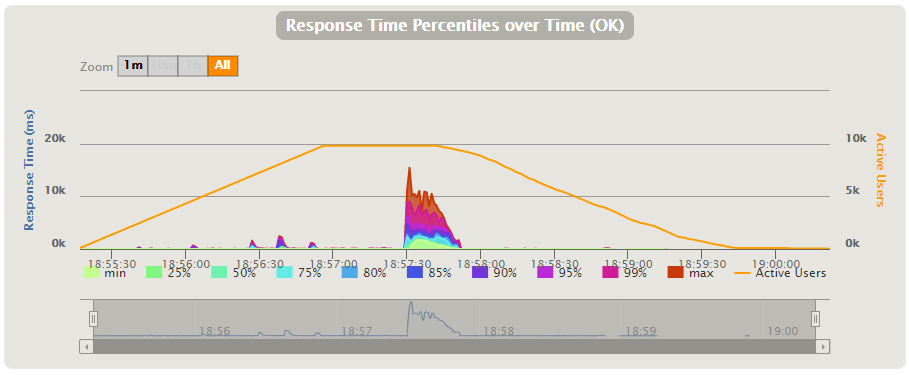 Response Time Percentiles over Time (OK)
Zoom 1m 10m 1h All
Response Time (ms)
20k
10k
0k
10k
5k
0k
Active Users
18:55:30 18:56:00 18:56:30 18:57:00 18:57:30 18:58:00 18:58:30 18:59:00 18:59:30 19:00:00
min 25% 50% 75% 80% 85% 90% 95% 99% max Active Users
18:56 18:57 18:58 18:59 19:00